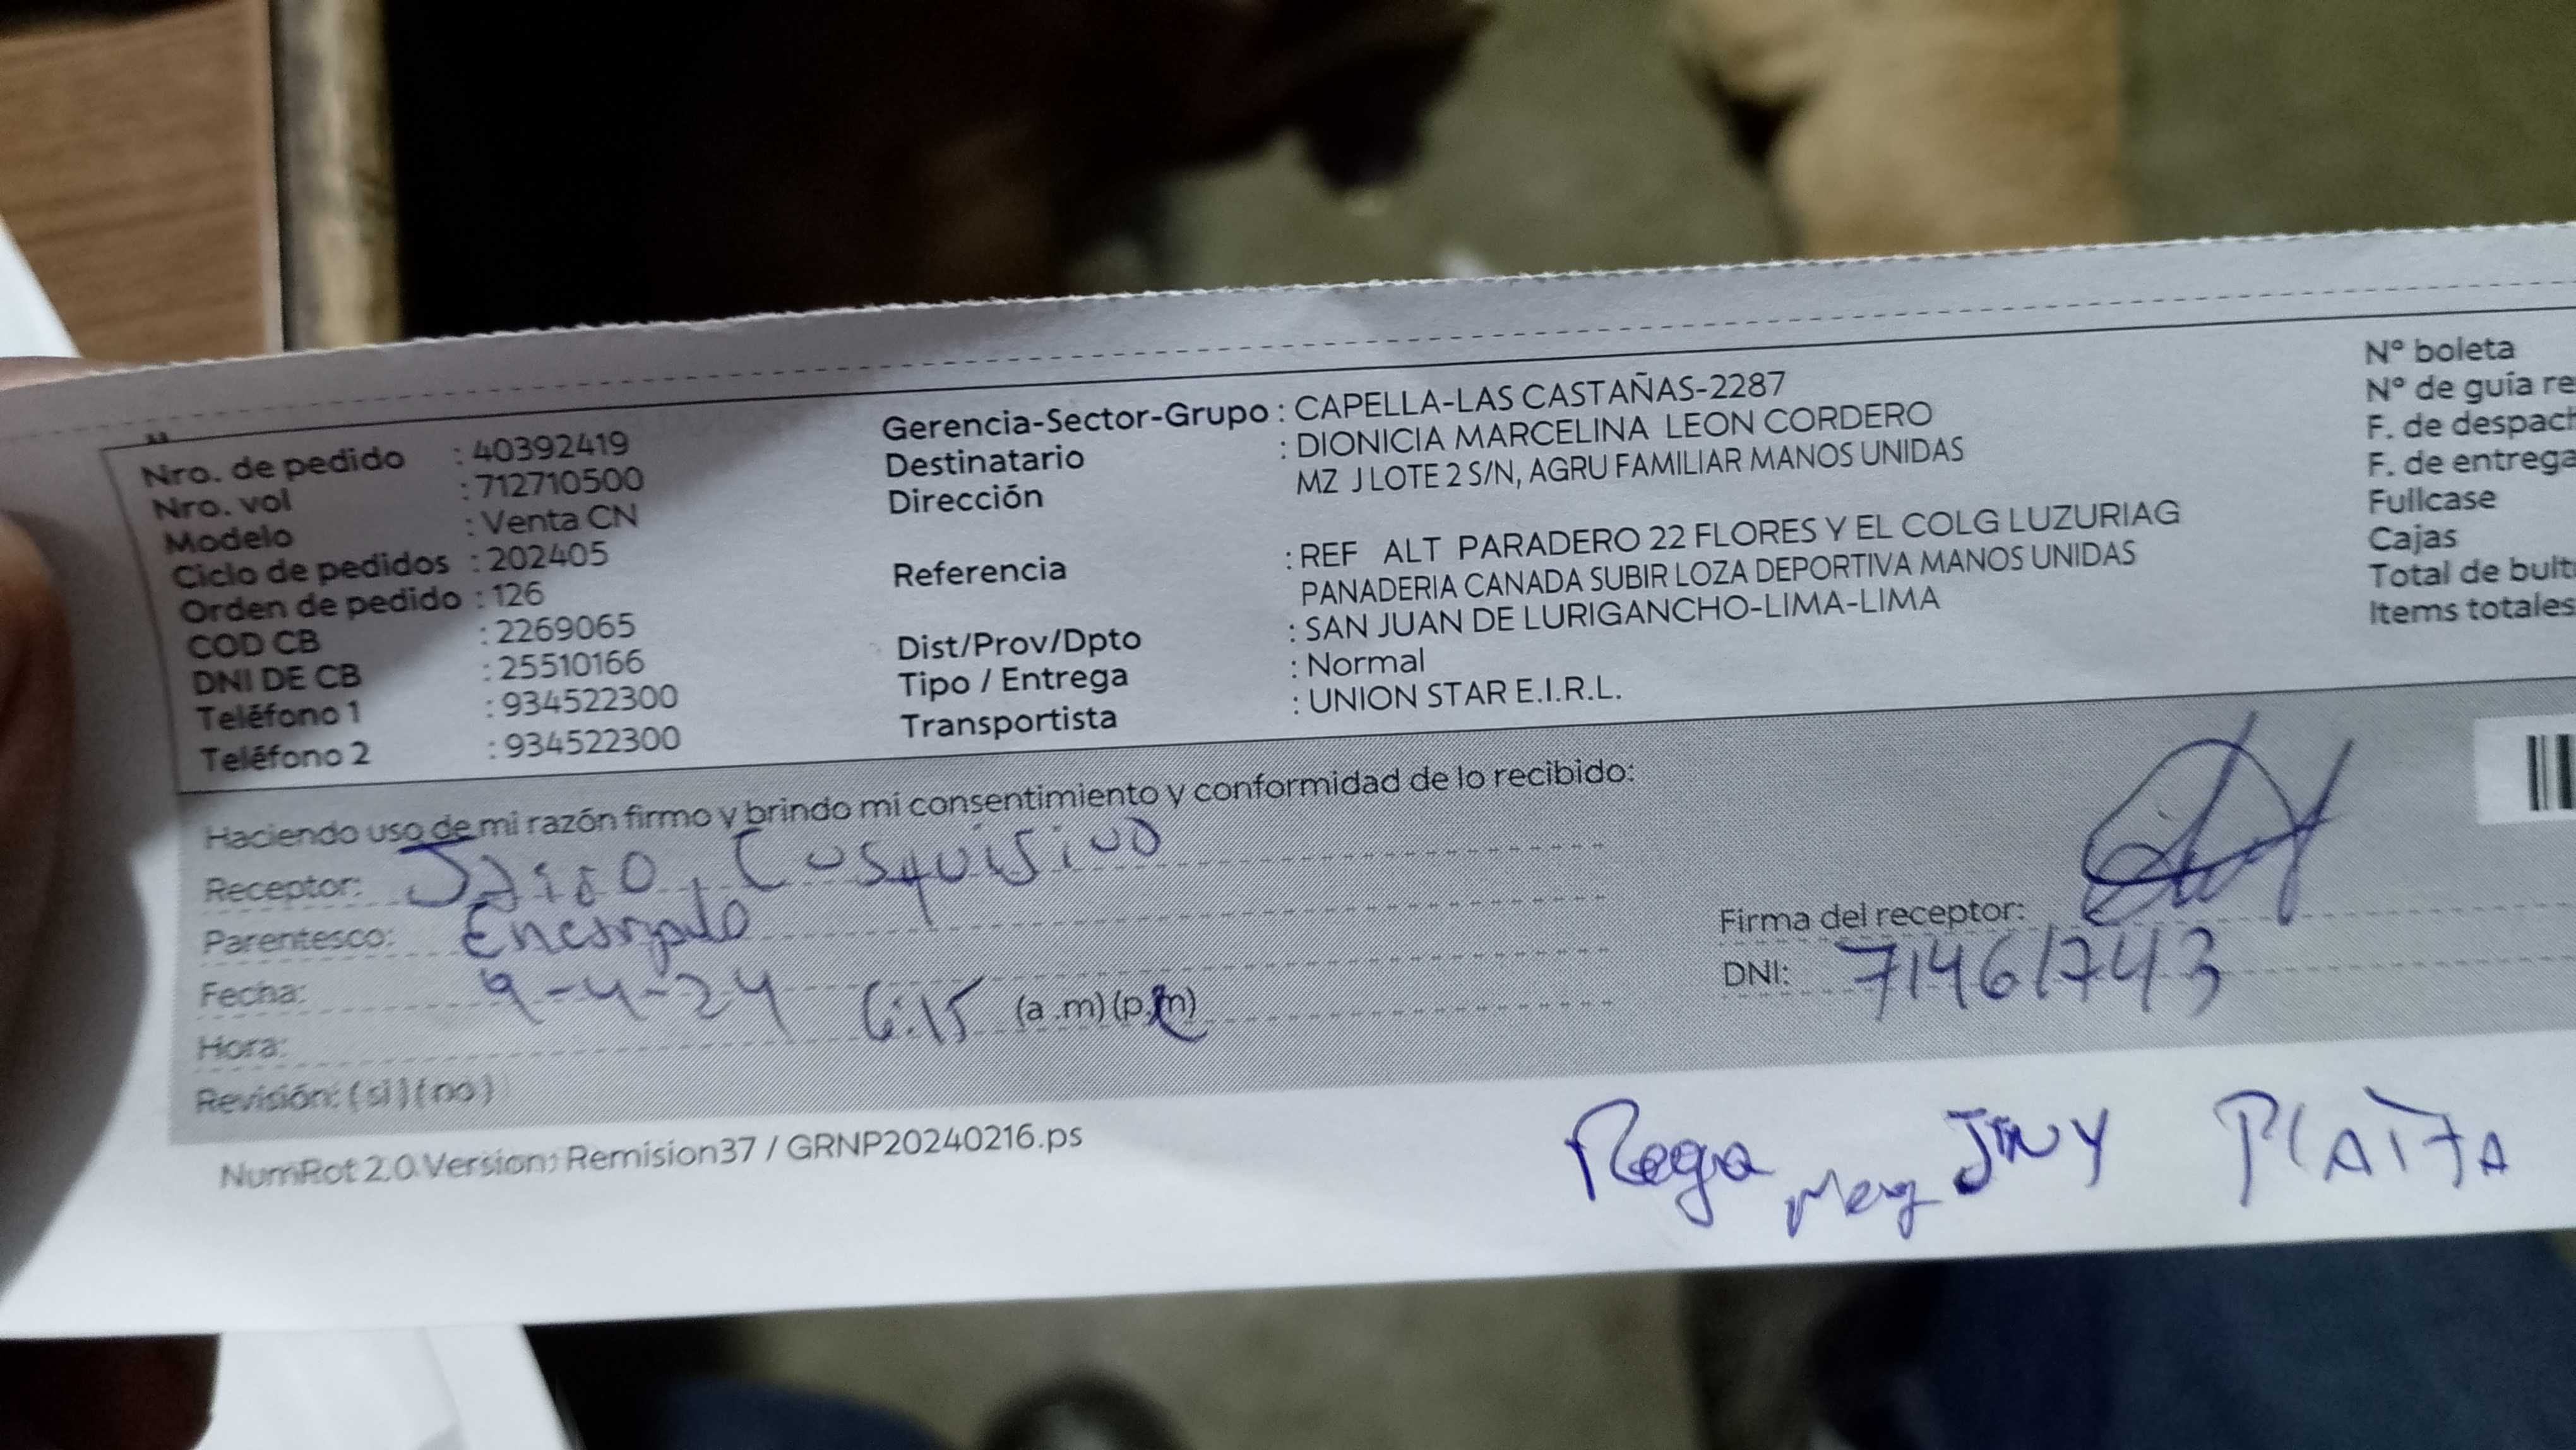 Nro. de pedido : 40392419
Nro. vol : 712710500
Modelo : Venta CN
Ciclo de pedidos : 202405
Orden de pedido : 126
COD CB : 2269065
DNI DE CB : 25510166
Teléfono 1 : 934522300
Teléfono 2 : 934522300
Gerencia-Sector-Grupo : CAPELLA-LAS CASTAÑAS-2287
Destinatario : DIONICIA MARCELINA LEON CORDERO
Dirección MZ J LOTE 2 S/N, AGRU FAMILIAR MANOS UNIDAS
Referencia : REF ALT PARADERO 22 FLORES Y EL COLG LUZURIAG
PANADERIA CANADA SUBIR LOZA DEPORTIVA MANOS UNIDAS
Dist/Prov/Dpto : SAN JUAN DE LURIGANCHO-LIMA-LIMA
Tipo / Entrega : Normal
Transportista : UNION STAR E.I.R.L.
Nº boleta
Nº de guía re
F. de despach
F. de entrega
Fullcase
Cajas
Total de bult
Items totales
Haciendo uso de mi razón firmo y brindo mi consentimiento y conformidad de lo recibido:
Receptor: Jairo, Cusquisivo
Parentesco: Encargado
Fecha: 9-4-24
Hora: 6:15 (a .m) (p.m)
Revisión: (si) (no)
Firma del receptor:
DNI: 71461743
NumRot 2.0 Version: Remision37 / GRNP20240216.ps